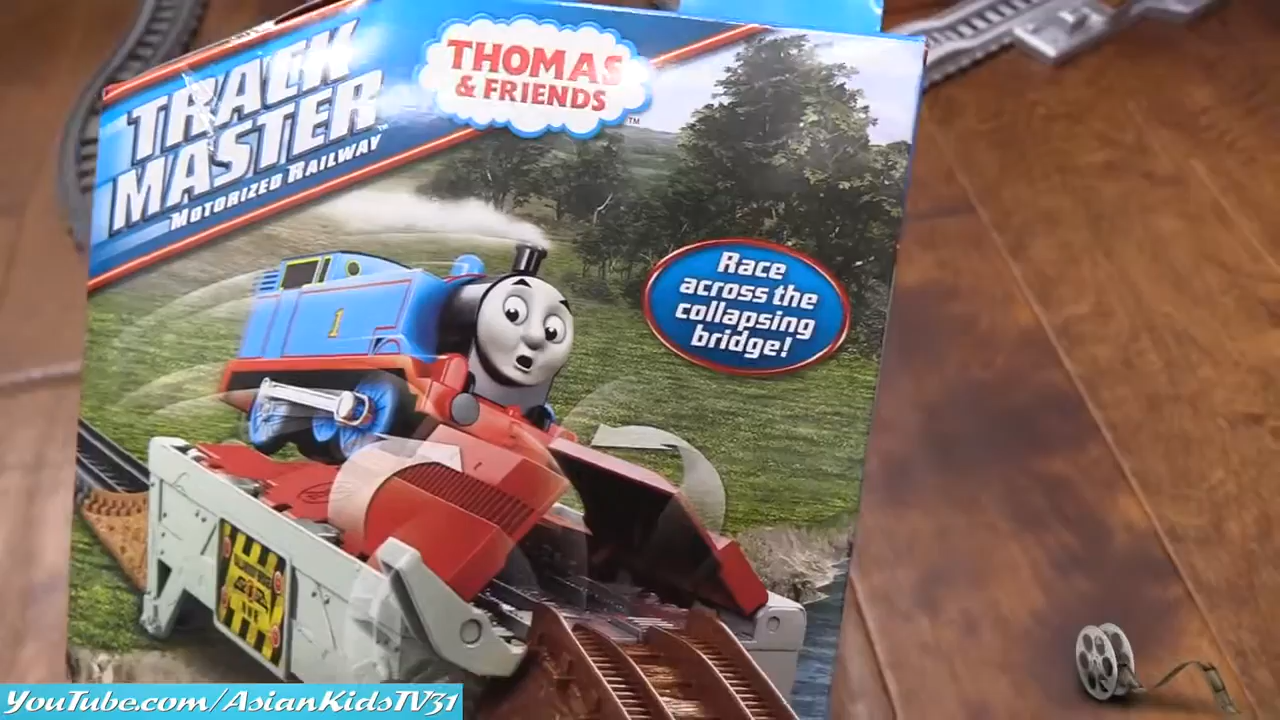 TRACK
MASTER
MOTORIZED RAILWAY
THOMAS
& FRIENDS
TM
Race
across the
collapsing
bridge!
1
YouTube.com/AsianKidsTV31